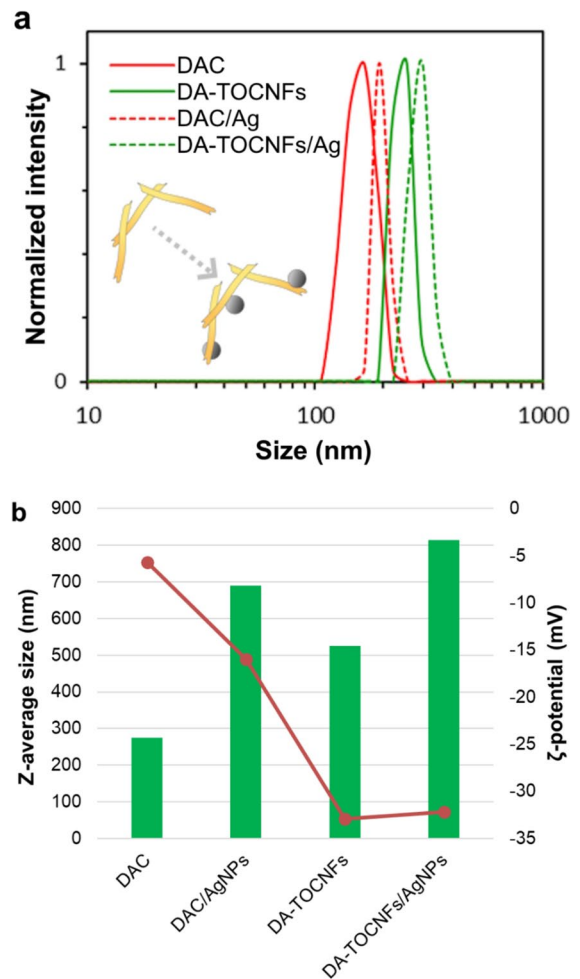 a
DAC
DA-TOCNFs
DAC/Ag
DA-TOCNFs/Ag
Normalized intensity
1
0
10 100 1000
Size (nm)
b
900 0
800 -5
700 -10
600 -15
500 -20
400 -25
300 -30
200 -35
100
0
Z-average size (nm)
ζ-potential (mV)
DAC
DAC/AgNPs
DA-TOCNFs
DA-TOCNFs/AgNPs